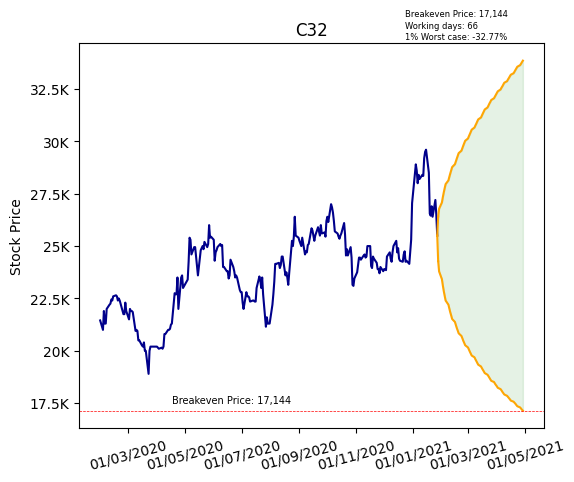 Breakeven Price: 17,144
Working days: 66
1% Worst case: -32.77%
C32
Stock Price
32.5K
30K
27.5K
25K
22.5K
20K
17.5K
Breakeven Price: 17,144
01/03/2020
01/05/2020
01/07/2020
01/09/2020
01/11/2020
01/01/2021
01/03/2021
01/05/2021